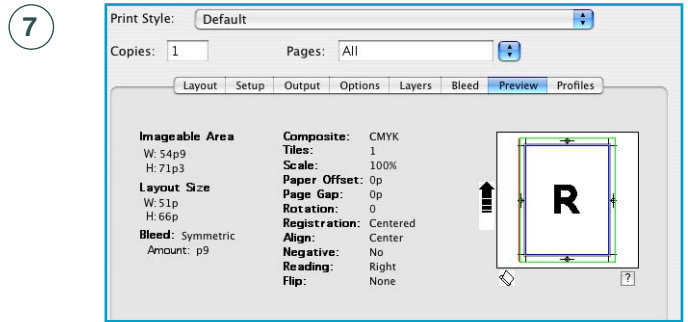 7
Print Style: Default
Copies: 1 Pages: All
Layout Setup Output Options Layers Bleed Preview Profiles
Imageable Area
W: 54p9
H: 71p3
Layout Size
W: 51p
H: 66p
Bleed: Symmetric
Amount: p9
Composite: CMYK
Tiles: 1
Scale: 100%
Paper Offset: 0p
Page Gap: 0p
Rotation: 0
Registration: Centered
Align: Center
Negative: No
Reading: Right
Flip: None
R
?